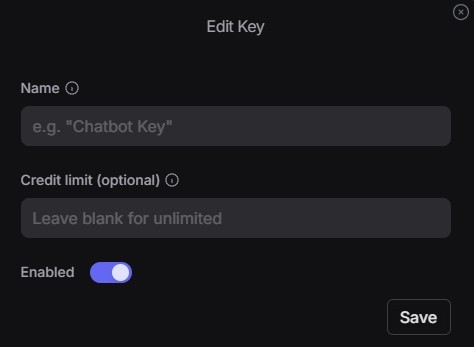 Edit Key
Name
e.g. "Chatbot Key"
Credit limit (optional)
Leave blank for unlimited
Enabled
Save